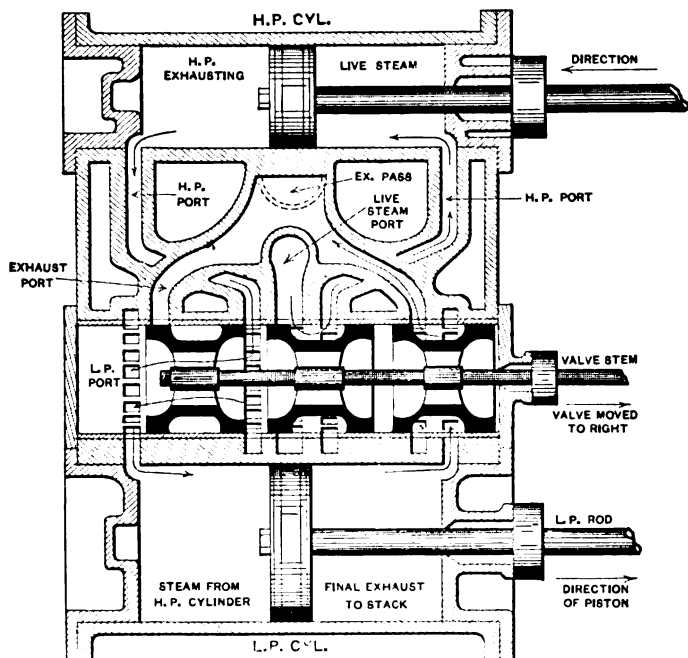 H.P. CYL.
H.P.
EXHAUSTING
LIVE STEAM
DIRECTION
EX. PASS
H.P.
PORT
LIVE
STEAM
PORT
H.P. PORT
EXHAUST
PORT
L.P.
PORT
VALVE STEM
VALVE MOVED
TO RIGHT
L.P. ROD
STEAM FROM
H.P. CYLINDER
FINAL EXHAUST
TO STACK
DIRECTION
OF PISTON
L.P. CYL.